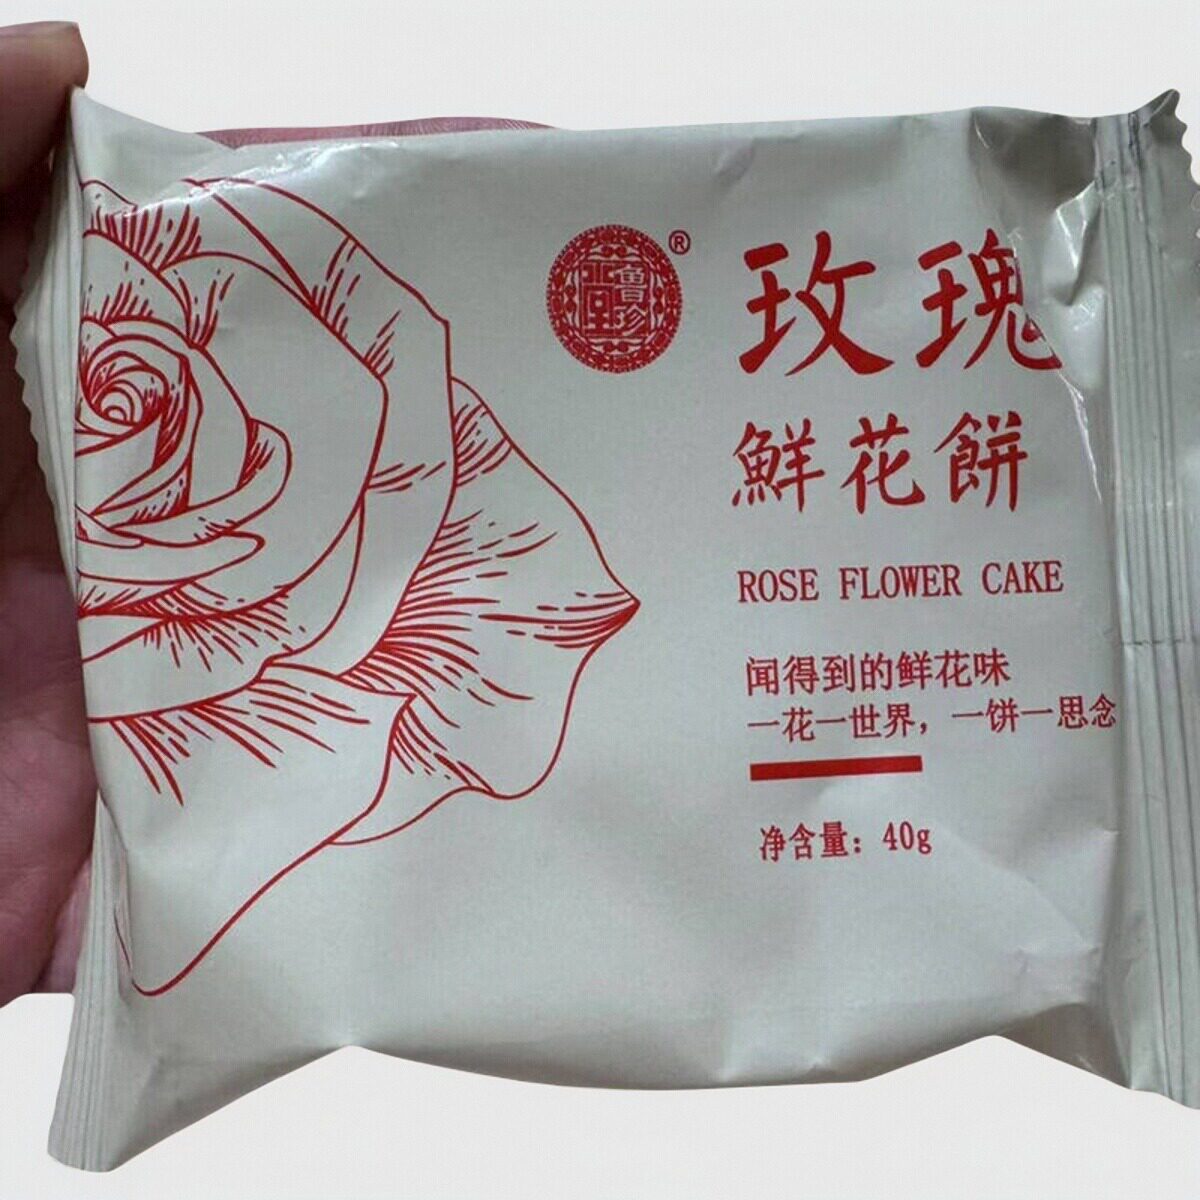 ®
玫瑰
鮮花餅
ROSE FLOWER CAKE
闻得到的鲜花味
一花一世界，一饼一思念
净含量：40g